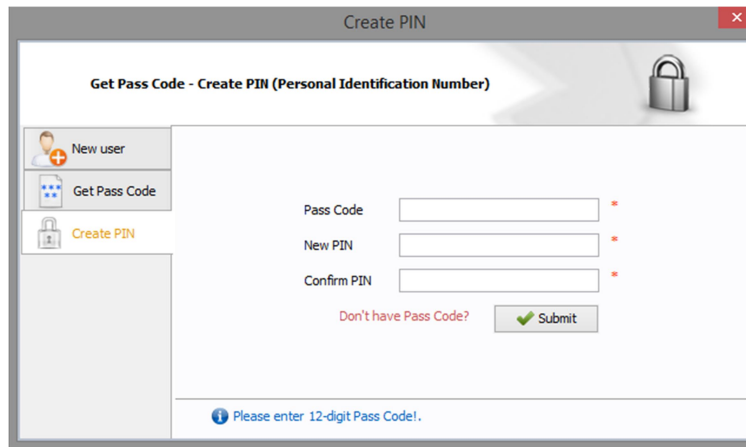 Create PIN
Get Pass Code - Create PIN (Personal Identification Number)
New user
Get Pass Code
Create PIN
Pass Code *
New PIN *
Confirm PIN *
Don't have Pass Code? Submit
Please enter 12-digit Pass Code!.